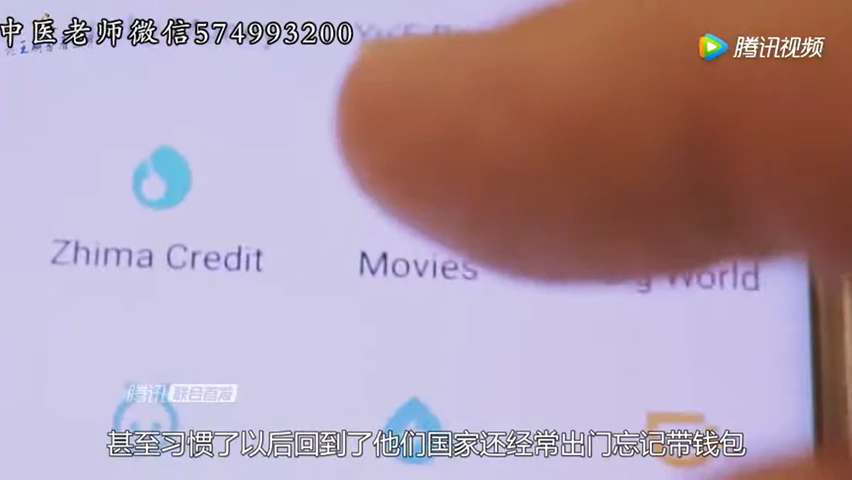 中医老师微信574993200
腾讯视频
Zhima Credit
Movies
World
腾讯 联合首发
甚至习惯了以后回到了他们国家还经常出门忘记带钱包